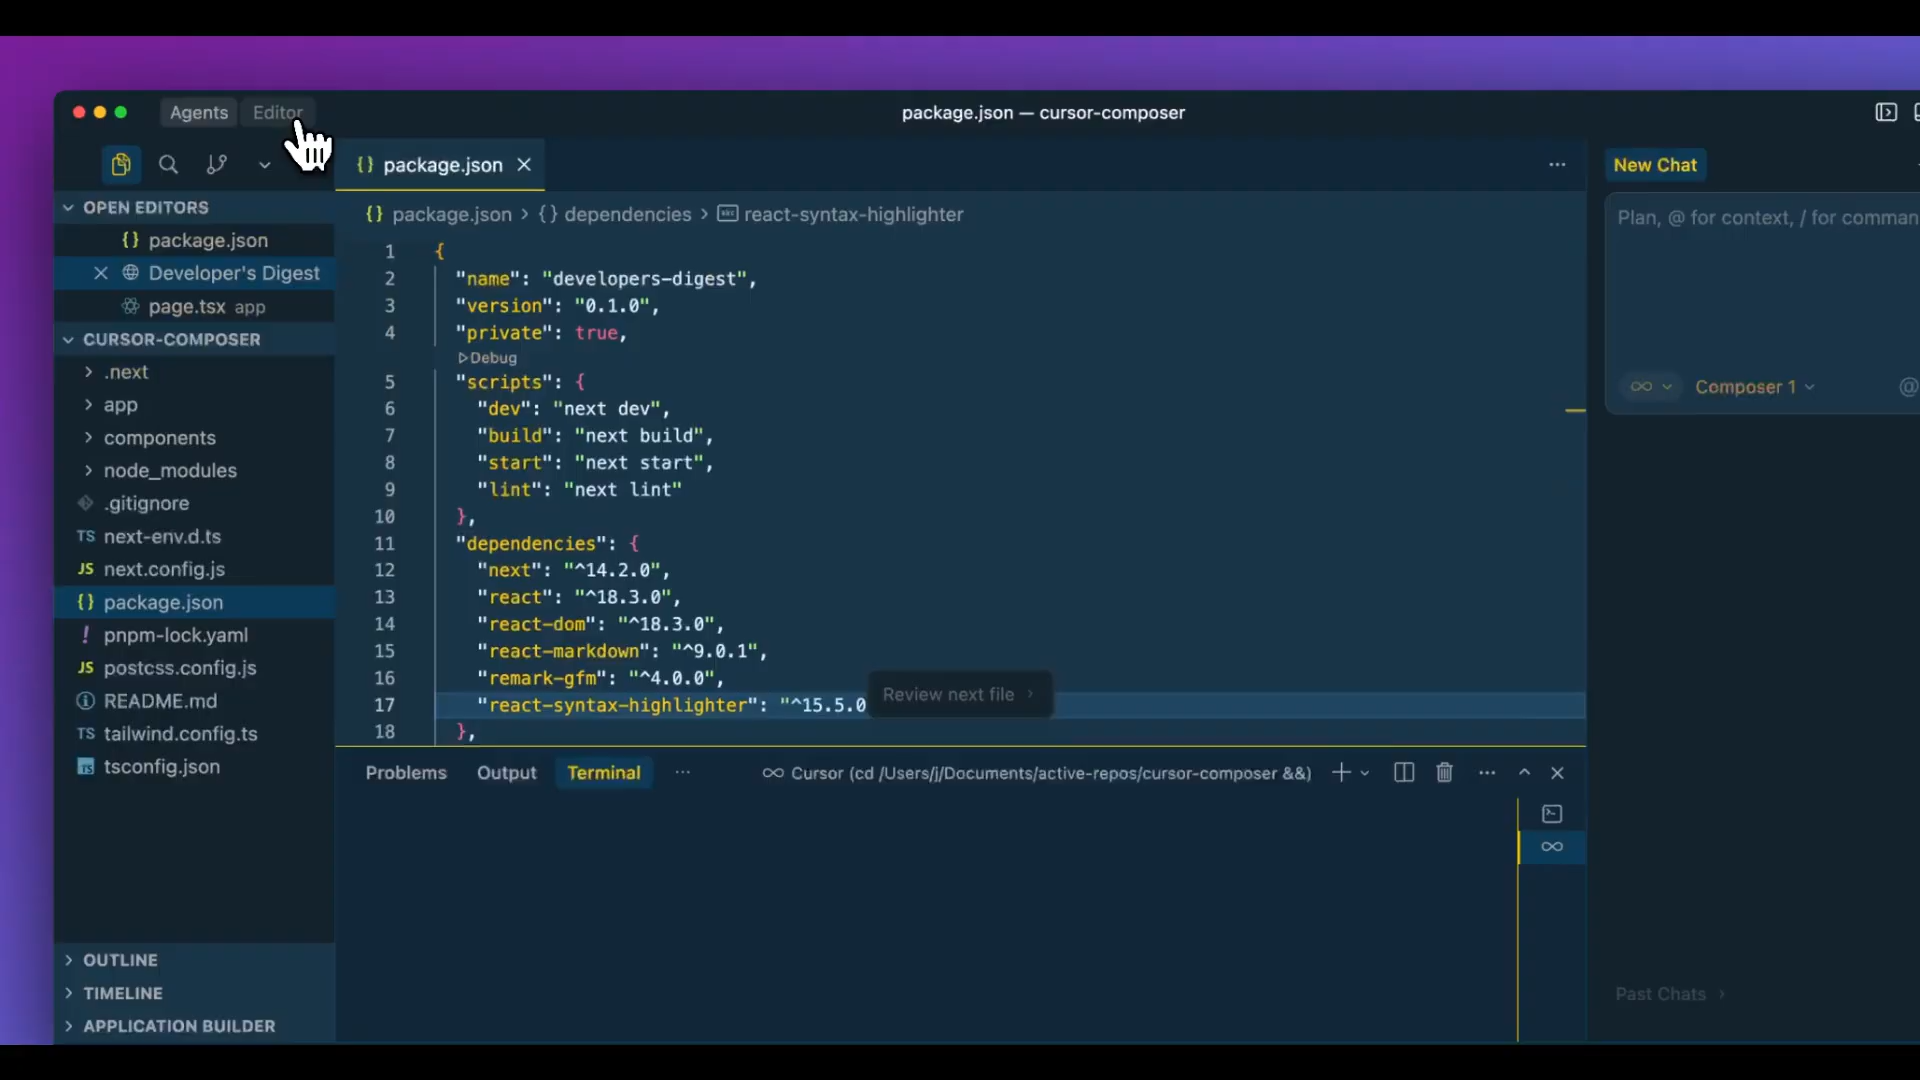 Agents Editor
package.json — cursor-composer
package.json
New Chat
OPEN EDITORS
{} package.json
Developer's Digest
page.tsx app
CURSOR-COMPOSER
.next
app
components
node_modules
.gitignore
TS next-env.d.ts
JS next.config.js
{} package.json
! pnpm-lock.yaml
JS postcss.config.js
README.md
TS tailwind.config.ts
tsconfig.json
OUTLINE
TIMELINE
APPLICATION BUILDER
{} package.json > {} dependencies > abc react-syntax-highlighter
1 {
2 "name": "developers-digest",
3 "version": "0.1.0",
4 "private": true,
Debug
5 "scripts": {
6 "dev": "next dev",
7 "build": "next build",
8 "start": "next start",
9 "lint": "next lint"
10 },
11 "dependencies": {
12 "next": "^14.2.0",
13 "react": "^18.3.0",
14 "react-dom": "^18.3.0",
15 "react-markdown": "^9.0.1",
16 "remark-gfm": "^4.0.0",
17 "react-syntax-highlighter": "^15.5.0
18 },
Review next file
Problems Output Terminal ···
Cursor (cd /Users/j/Documents/active-repos/cursor-composer &&)
Plan, @ for context, / for comman
Composer 1
@
Past Chats